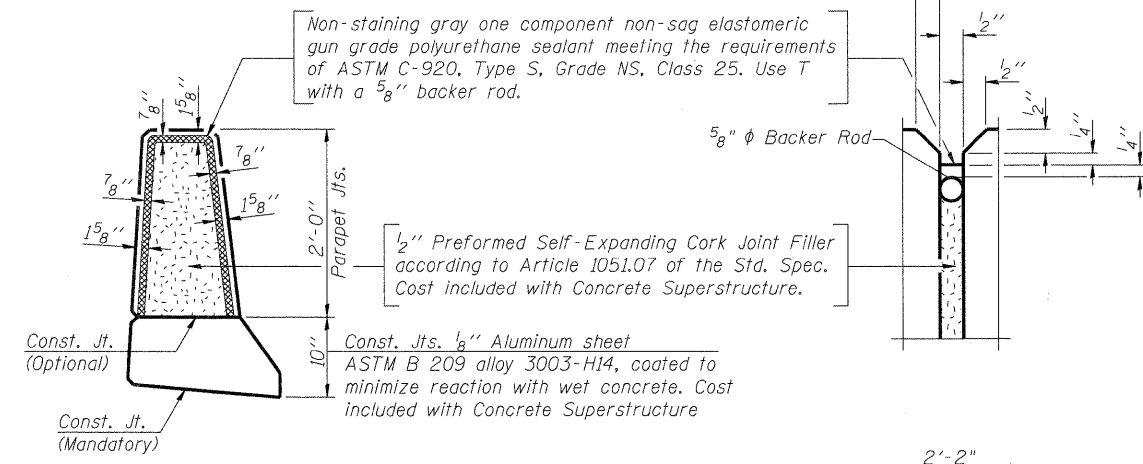 Non-staining gray one component non-sag elastomeric
gun grade polyurethane sealant meeting the requirements
of ASTM C-920, Type S, Grade NS, Class 25. Use T
with a 5/8" backer rod.
1/2"
1/2"
1/2"
1/4"
1/4"
5/8" ϕ Backer Rod
7/8"
1 5/8"
7/8"
7/8"
1 5/8"
1 5/8"
2'-0"
Parapet Jts.
1/2" Preformed Self-Expanding Cork Joint Filler
according to Article 1051.07 of the Std. Spec.
Cost included with Concrete Superstructure.
Const. Jt.
(Optional)
10"
Const. Jts. 1/8" Aluminum sheet
ASTM B 209 alloy 3003-H14, coated to
minimize reaction with wet concrete. Cost
included with Concrete Superstructure
Const. Jt.
(Mandatory)
2'-2"